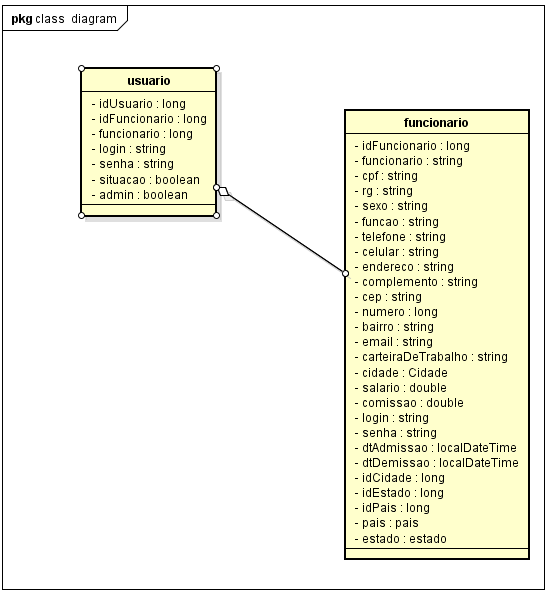 pkg class diagram
usuario
- idUsuario : long
- idFuncionario : long
- funcionario : long
- login : string
- senha : string
- situacao : boolean
- admin : boolean
funcionario
- idFuncionario : long
- funcionario : string
- cpf : string
- rg : string
- sexo : string
- funcao : string
- telefone : string
- celular : string
- endereco : string
- complemento : string
- cep : string
- numero : long
- bairro : string
- email : string
- carteiraDeTrabalho : string
- cidade : Cidade
- salario : double
- comissao : double
- login : string
- senha : string
- dtAdmissao : localDateTime
- dtDemissao : localDateTime
- idCidade : long
- idEstado : long
- idPais : long
- pais : pais
- estado : estado